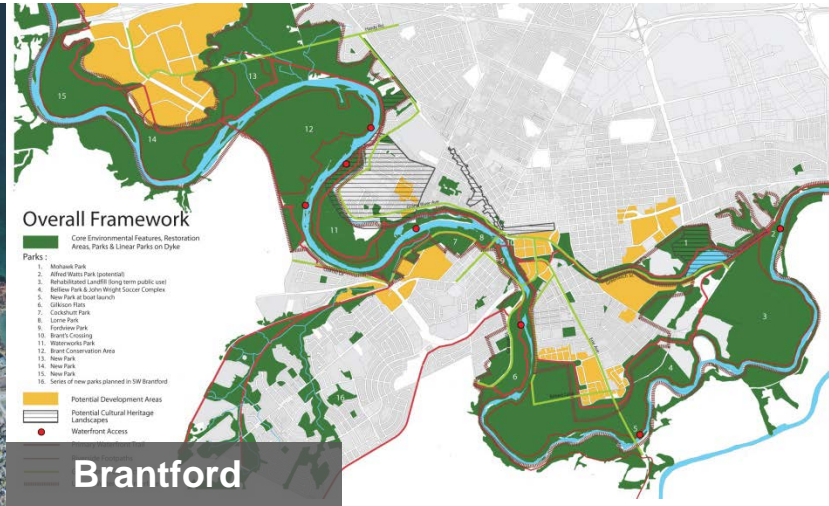 Overall Framework
Core Environmental Features, Restoration
Areas, Parks & Linear Parks on Dyke
Parks :
1. Mohawk Park
2. Alfred Watts Park (potential)
3. Rehabilitated Landfill (long term public use)
4. Bellview Park & John Wright Soccer Complex
5. New Park at boat launch
6. Gilkison Flats
7. Cockshutt Park
8. Lorne Park
9. Fordview Park
10. Brant's Crossing
11. Waterworks Park
12. Brant Conservation Area
13. New Park
14. New Park
15. New Park
16. Series of new parks planned in SW Brantford
Potential Development Areas
Potential Cultural Heritage
Landscapes
Waterfront Access
Brantford
15
14
13
12
11
7
8
9
10
6
5
4
3
2
1
16